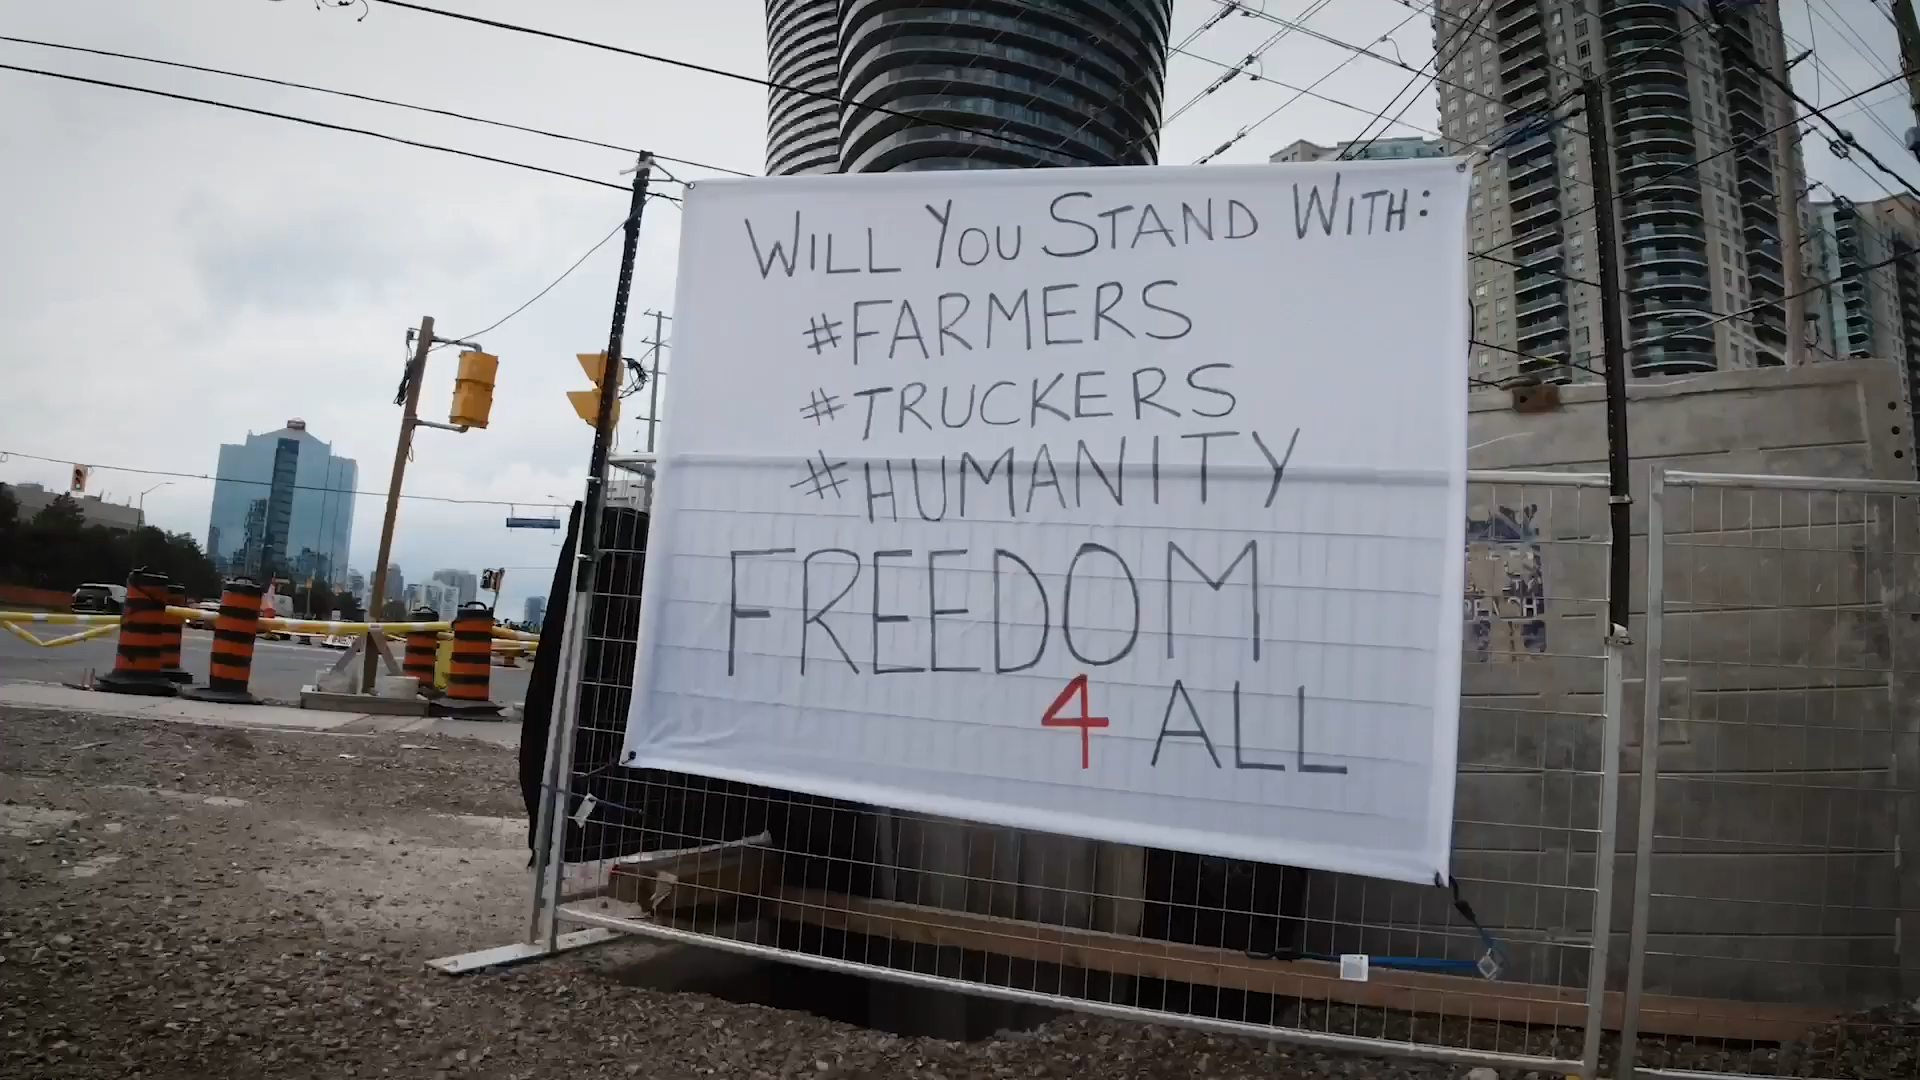 WILL YOU STAND WITH:
#FARMERS
#TRUCKERS
#HUMANITY
FREEDOM
4 ALL